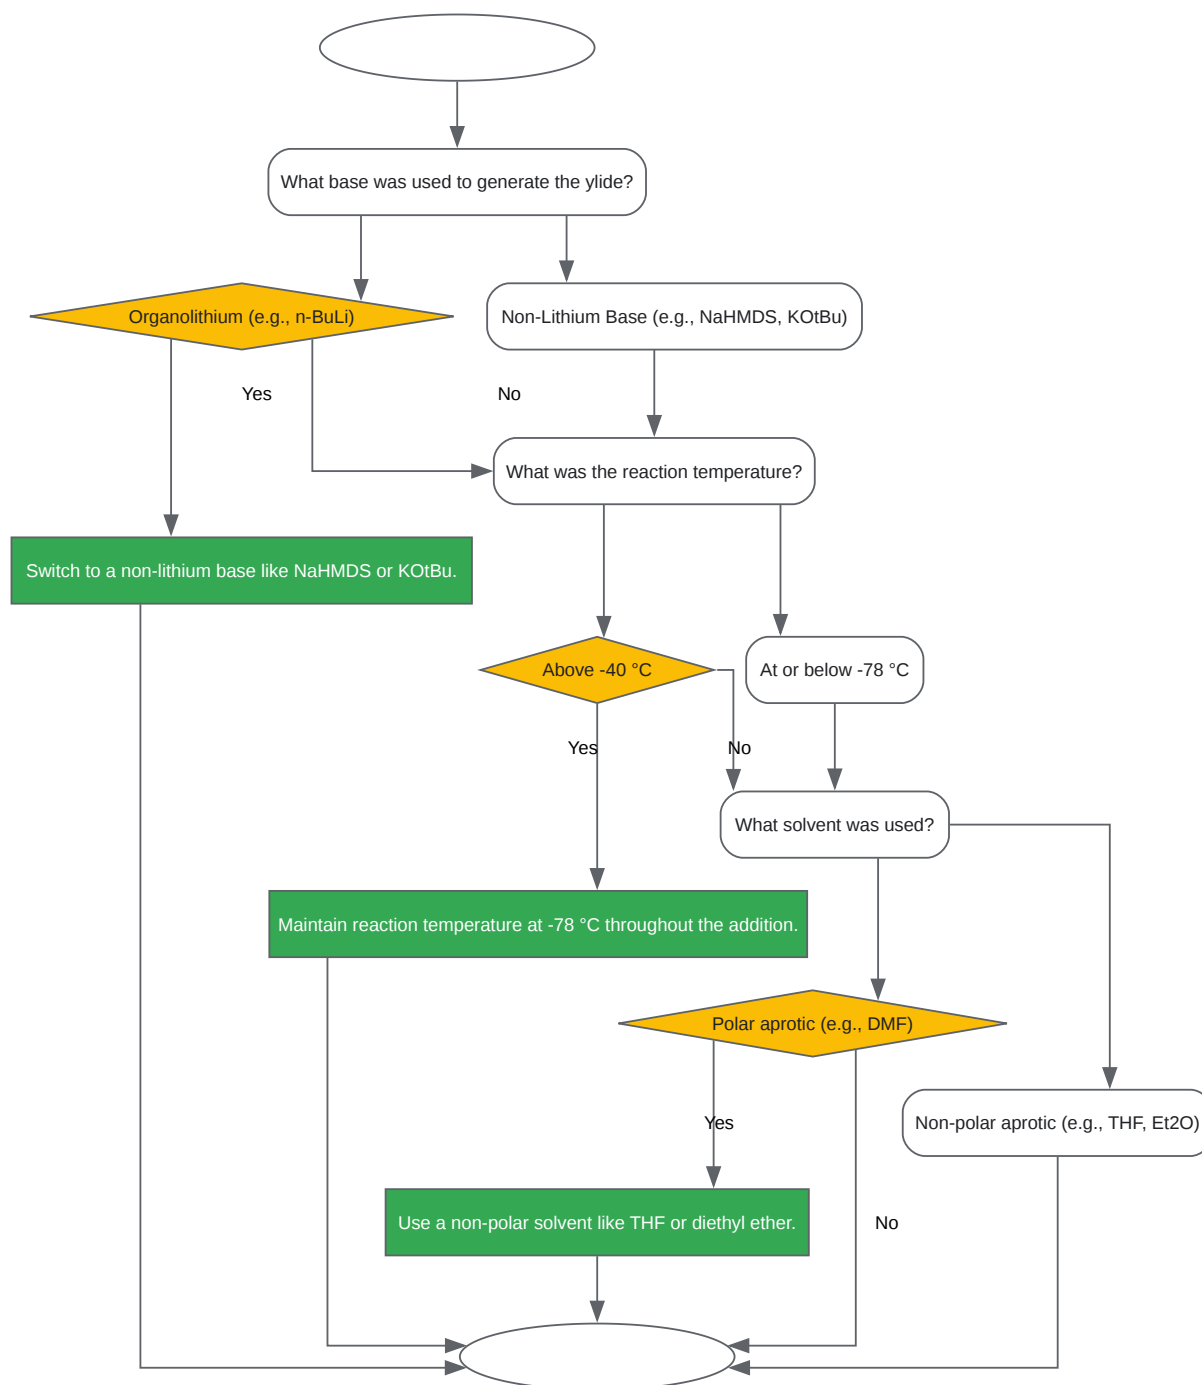 What base was used to generate the ylide?
Organolithium (e.g., n-BuLi)
Non-Lithium Base (e.g., NaHMDS, KOtBu)
Yes
No
What was the reaction temperature?
Switch to a non-lithium base like NaHMDS or KOtBu.
Above -40 °C
At or below -78 °C
Yes
No
What solvent was used?
Maintain reaction temperature at -78 °C throughout the addition.
Polar aprotic (e.g., DMF)
Yes
Non-polar aprotic (e.g., THF, Et2O)
Use a non-polar solvent like THF or diethyl ether.
No